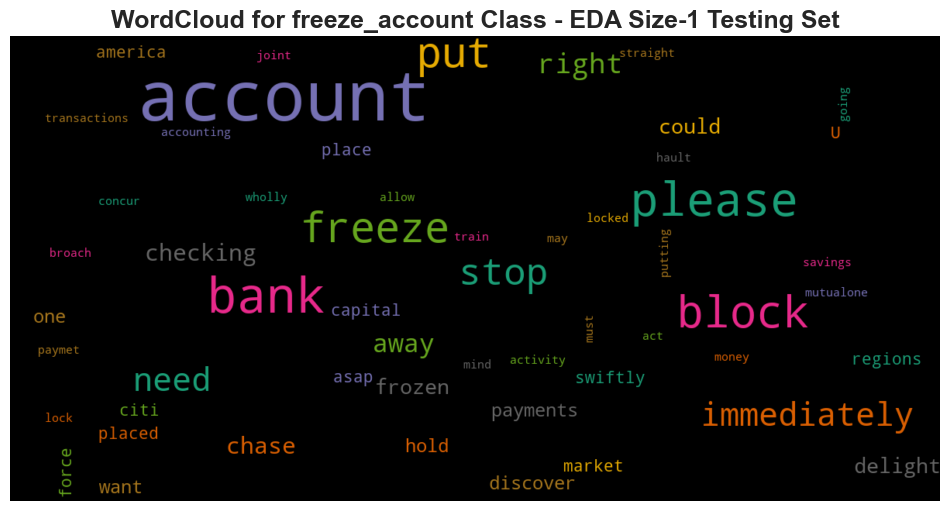 WordCloud for freeze_account Class - EDA Size-1 Testing Set
america
joint
put
right
straight
account
transactions
accounting
place
could
going
U
hault
concur
wholly
allow
please
locked
freeze
train
may
putting
checking
broach
stop
savings
bank
capital
mutualone
block
one
must
act
away
paymet
mind
activity
money
regions
need
asap
frozen
swiftly
citi
lock
placed
payments
immediately
chase
hold
force
want
market
discover
delight